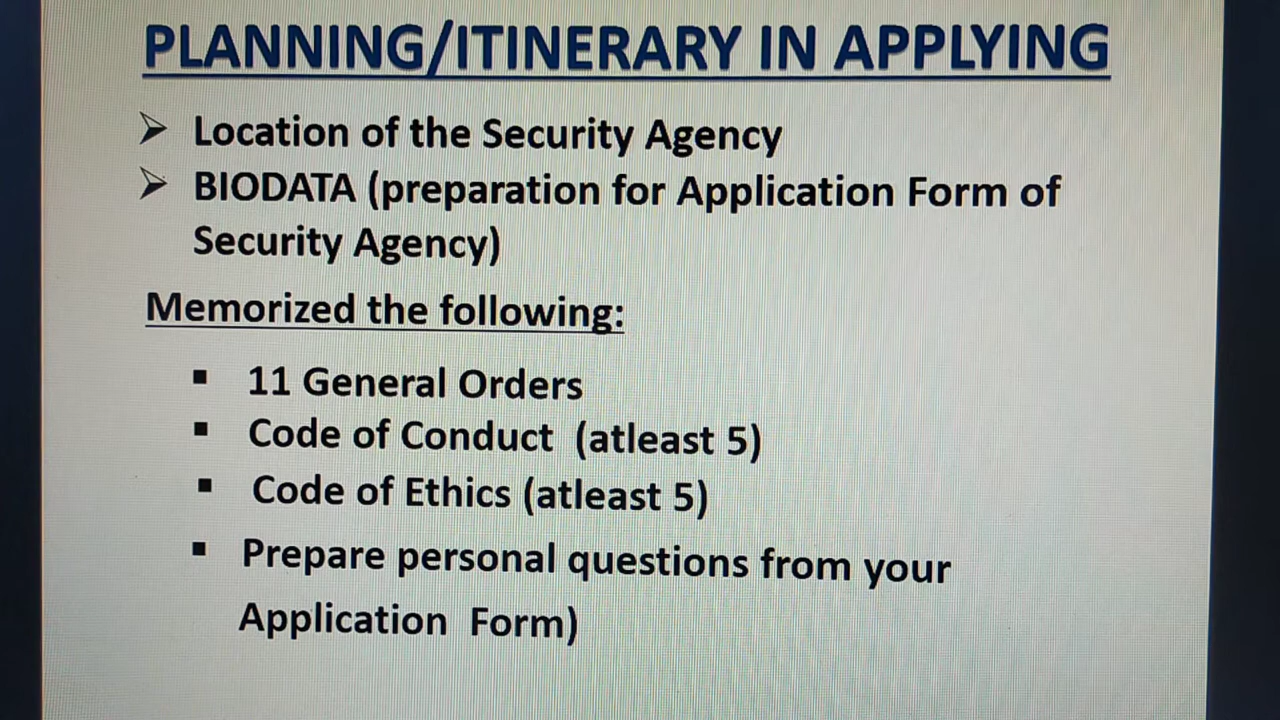 PLANNING/ITINERARY IN APPLYING
➢ Location of the Security Agency
➢ BIODATA (preparation for Application Form of
Security Agency)
Memorized the following:
▪ 11 General Orders
▪ Code of Conduct (atleast 5)
▪ Code of Ethics (atleast 5)
▪ Prepare personal questions from your
Application Form)